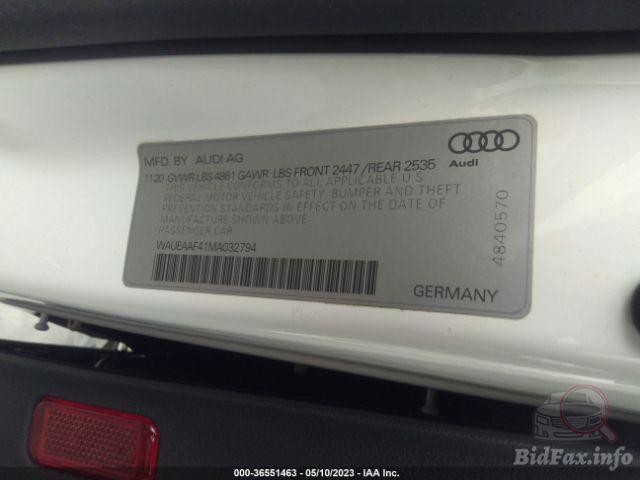 MFD. BY AUDI AG
Audi
1120 GVWR LBS 4861 GAWR LBS FRONT 2447 / REAR 2535
THIS VEHICLE CONFORMS TO ALL APPLICABLE U S
FEDERAL MOTOR VEHICLE SAFETY, BUMPER AND THEFT
PREVENTION STANDARDS IN EFFECT ON THE DATE OF
MANUFACTURE SHOWN ABOVE
PASSENGER CAR
WAUEAAF41MA032794
4840570
GERMANY
000-36551463 - 05/10/2023 - IAA Inc.
BidFax.info